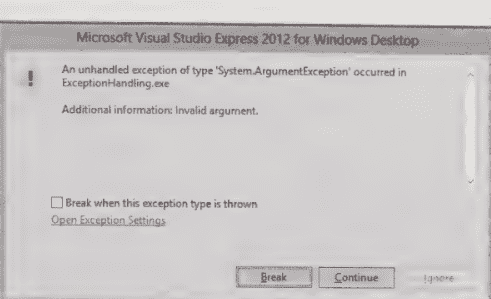 Microsoft Visual Studio Express 2012 for Windows Desktop
An unhandled exception of type 'System.ArgumentException' occurred in
ExceptionHandling.exe
Additional information: Invalid argument.
Break when this exception type is thrown
Open Exception Settings
Break
Continue
Ignore